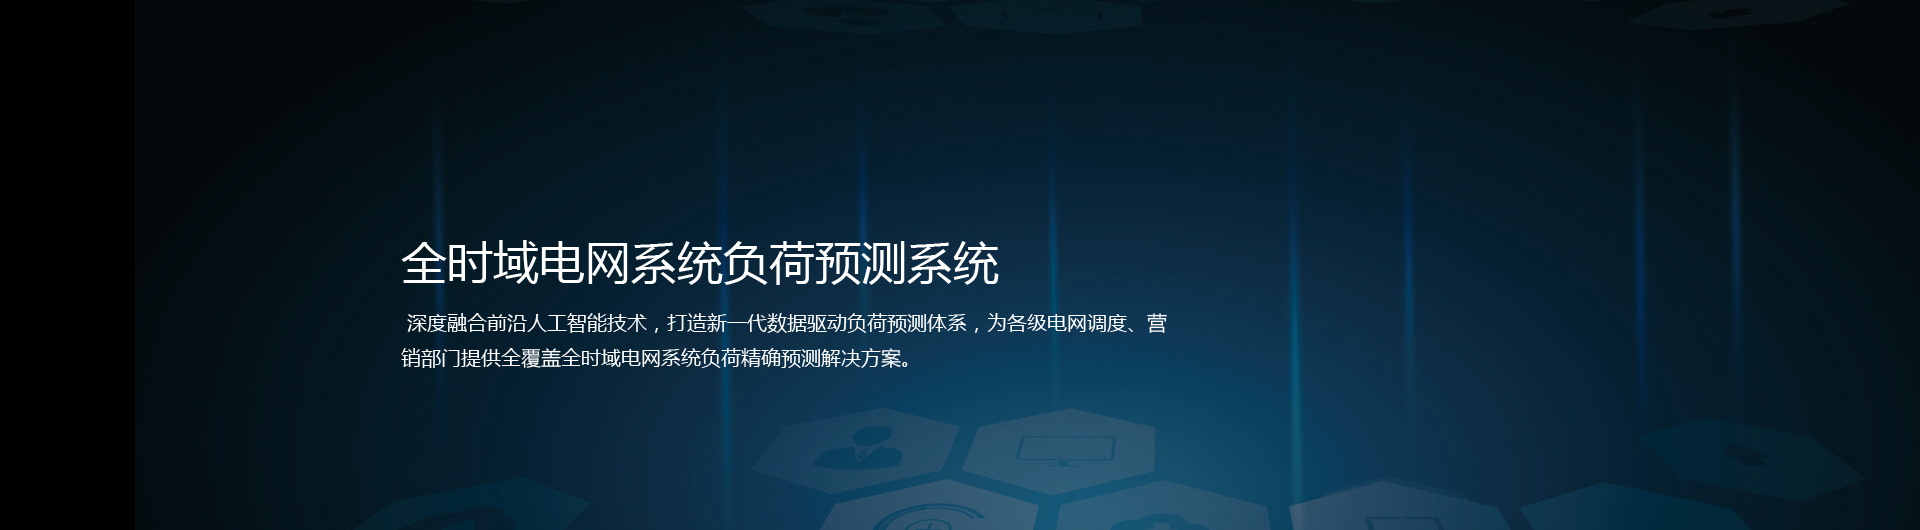 全时域电网系统负荷预测系统
深度融合前沿人工智能技术，打造新一代数据驱动负荷预测体系，为各级电网调度、营
销部门提供全覆盖全时域电网系统负荷精确预测解决方案。